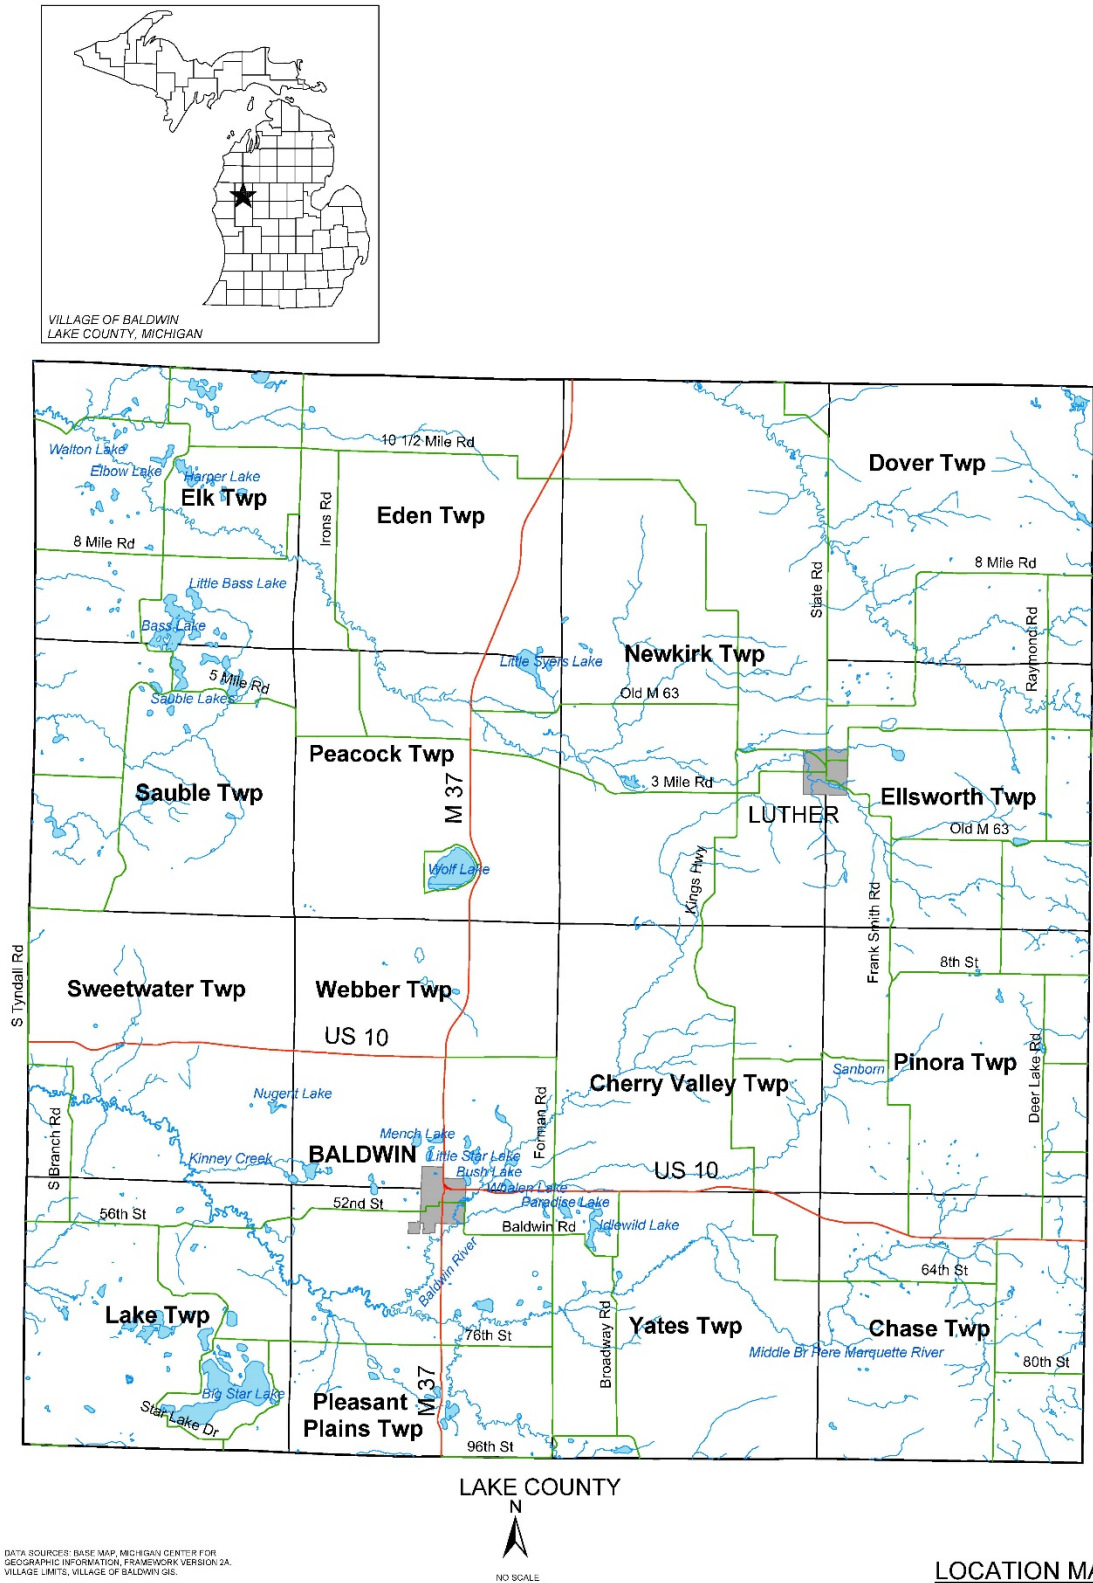 VILLAGE OF BALDWIN
LAKE COUNTY, MICHIGAN
10 1/2 Mile Rd
Walton Lake
Elbow Lake
Harper Lake
Dover Twp
Elk Twp
Irons Rd
Eden Twp
8 Mile Rd
8 Mile Rd
Little Bass Lake
State Rd
Bass Lake
Raymond Rd
Little Syers Lake
Newkirk Twp
5 Mile Rd
Sauble Lakes
Old M 63
Peacock Twp
3 Mile Rd
Sauble Twp
M 37
LUTHER
Ellsworth Twp
Old M 63
Wolf Lake
Kings Hwy
Frank Smith Rd
S Tyndall Rd
8th St
Sweetwater Twp
Webber Twp
US 10
Pinora Twp
Sanborn
Cherry Valley Twp
Deer Lake Rd
Nugent Lake
Forman Rd
S Branch Rd
Mench Lake
BALDWIN
Little Star Lake
Kinney Creek
Bush Lake
US 10
Whalen Lake
52nd St
Paradise Lake
56th St
Baldwin Rd
Idlewild Lake
Baldwin River
64th St
Lake Twp
76th St
Broadway Rd
Yates Twp
Chase Twp
Middle Br Pere Marquette River
80th St
Big Star Lake
M 37
Star Lake Dr
Pleasant
Plains Twp
96th St
LAKE COUNTY
N
NO SCALE
DATA SOURCES: BASE MAP, MICHIGAN CENTER FOR
GEOGRAPHIC INFORMATION, FRAMEWORK VERSION 2A.
VILLAGE LIMITS, VILLAGE OF BALDWIN GIS.
LOCATION MA